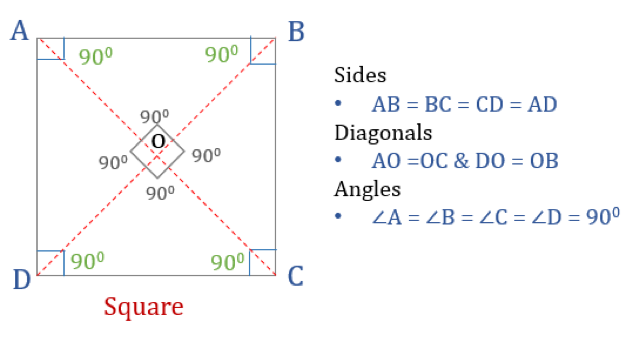 A
B
90⁰
90⁰
Sides
• AB = BC = CD = AD
90⁰
Diagonals
O
90⁰
90⁰
• AO =OC & DO = OB
90⁰
Angles
• ∠A = ∠B = ∠C = ∠D = 90⁰
90⁰
90⁰
D
C
Square